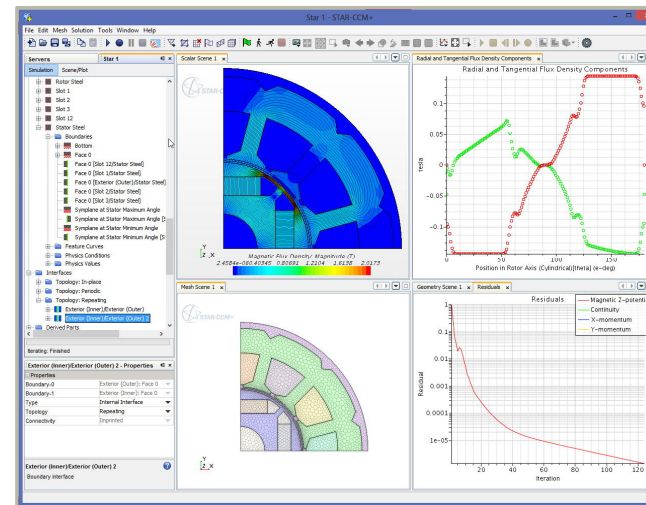 Star 1 - STAR-CCM+
File Edit Mesh Solution Tools Window Help
Servers Star 1
Simulation Scene/Plot
Rotor Steel
Slot 1
Slot 2
Slot 3
Slot 12
Stator Steel
Boundaries
Bottom
Face 0
Face 0 [Slot 12/Stator Steel]
Face 0 [Slot 1/Stator Steel]
Face 0 [Exterior (Outer)/Stator Steel]
Face 0 [Slot 2/Stator Steel]
Face 0 [Slot 3/Stator Steel]
Symplane at Stator Maximum Angle
Symplane at Stator Maximum Angle [S
Symplane at Stator Minimum Angle
Symplane at Stator Minimum Angle [S
Feature Curves
Physics Conditions
Physics Values
Interfaces
Topology: In-place
Topology: Periodic
Topology: Repeating
Exterior (Inner)/Exterior (Outer)
Exterior (Inner)/Exterior (Outer) 2
Derived Parts
Iterating: Finished
Exterior (Inner)/Exterior (Outer) 2 - Properties
Properties
Boundary-0 Exterior (Outer): Face 0
Boundary-1 Exterior (Inner): Face 0
Type Internal Interface
Topology Repeating
Connectivity Imprinted
Exterior (Inner)/Exterior (Outer) 2
Boundary interface
Scalar Scene 1
STAR-CCM+
Y
Z X
Magnetic Flux Density: Magnitude (T)
2.4584e-06 0.40345 0.80691 1.2104 1.6138 2.0173
Radial and Tangential Flux Density Components
Radial and Tangential Flux Density Components
tesla
0.1
0.05
0
-0.05
-0.1
0 50 100 150
Position in Rotor Axis (Cylindrical)[theta] (e-deg)
Mesh Scene 1
STAR-CCM+
Y
Z X
Geometry Scene 1 Residuals
Residuals
Magnetic Z-potenti
Continuity
X-momentum
Y-momentum
Residual
1
0.1
0.01
0.001
0.0001
1e-05
20 40 60 80 100 120
Iteration